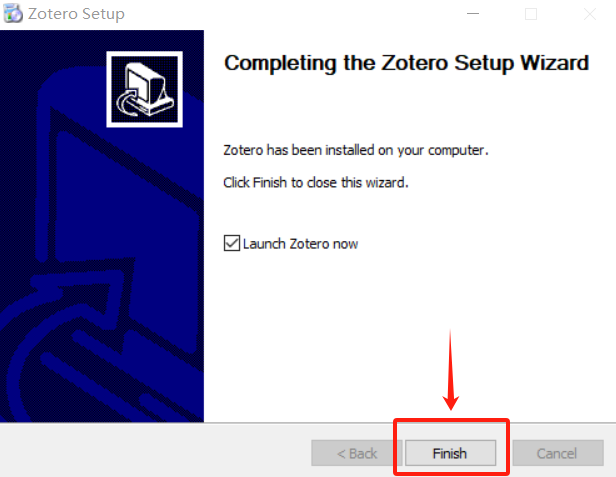 Zotero Setup
Completing the Zotero Setup Wizard
Zotero has been installed on your computer.
Click Finish to close this wizard.
Launch Zotero now
< Back
Finish
Cancel